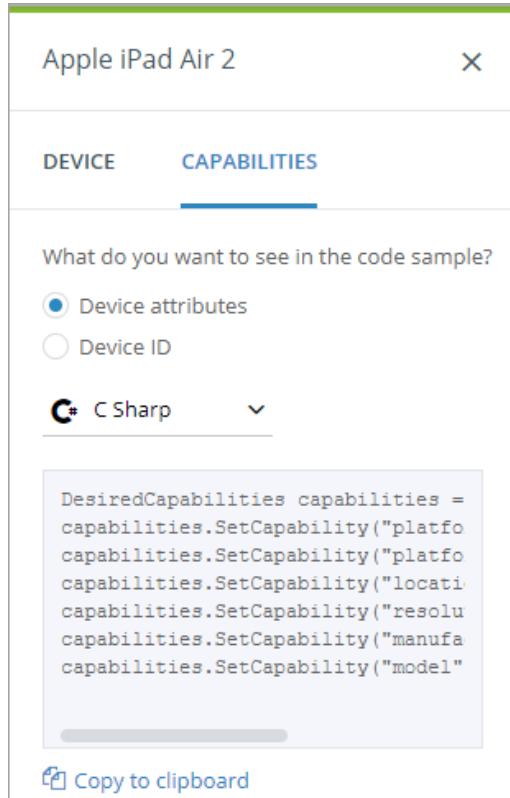 Apple iPad Air 2
DEVICE CAPABILITIES
What do you want to see in the code sample?
Device attributes
Device ID
C# C Sharp
DesiredCapabilities capabilities =
capabilities.SetCapability("platfo
capabilities.SetCapability("platfo
capabilities.SetCapability("locati
capabilities.SetCapability("resolu
capabilities.SetCapability("manufa
capabilities.SetCapability("model"
Copy to clipboard